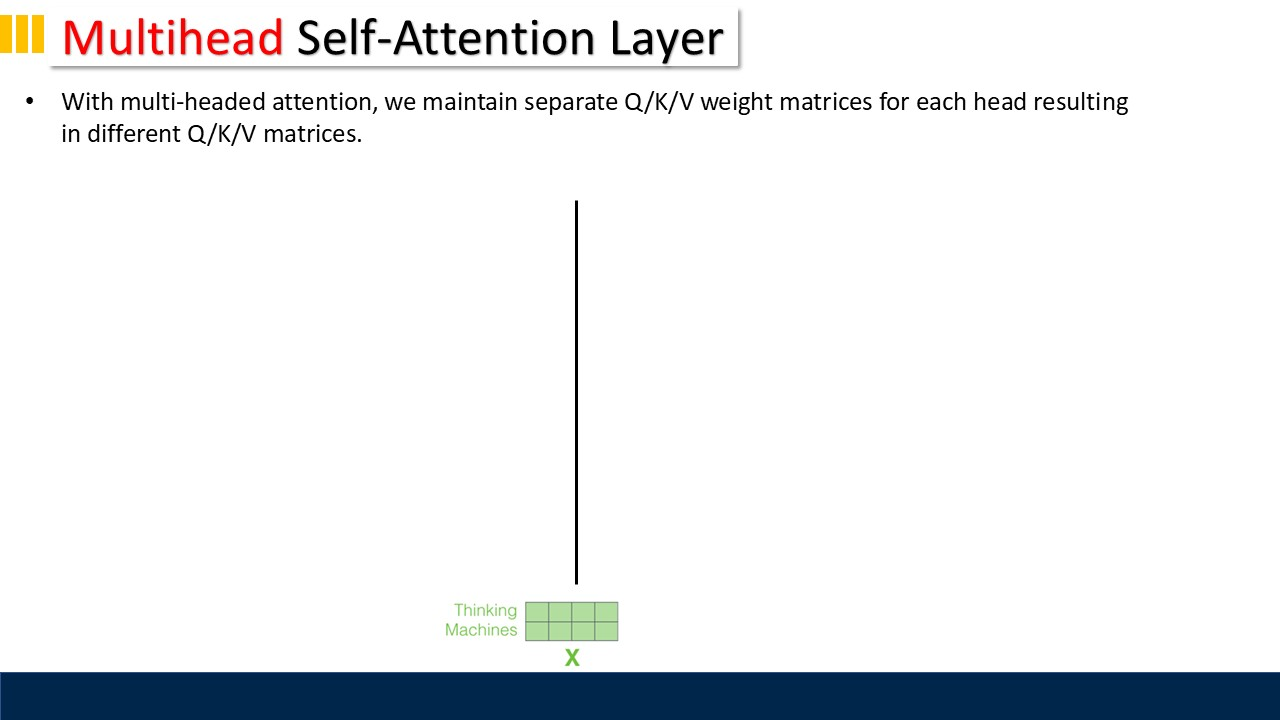 Multihead Self-Attention Layer
• With multi-headed attention, we maintain separate Q/K/V weight matrices for each head resulting
in different Q/K/V matrices.
Thinking
Machines
X